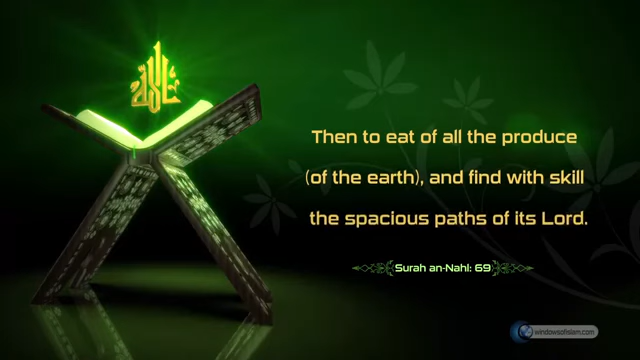 Then to eat of all the produce
(of the earth), and find with skill
the spacious paths of its Lord.
Surah an-Nahl: 69
windowsofislam.com